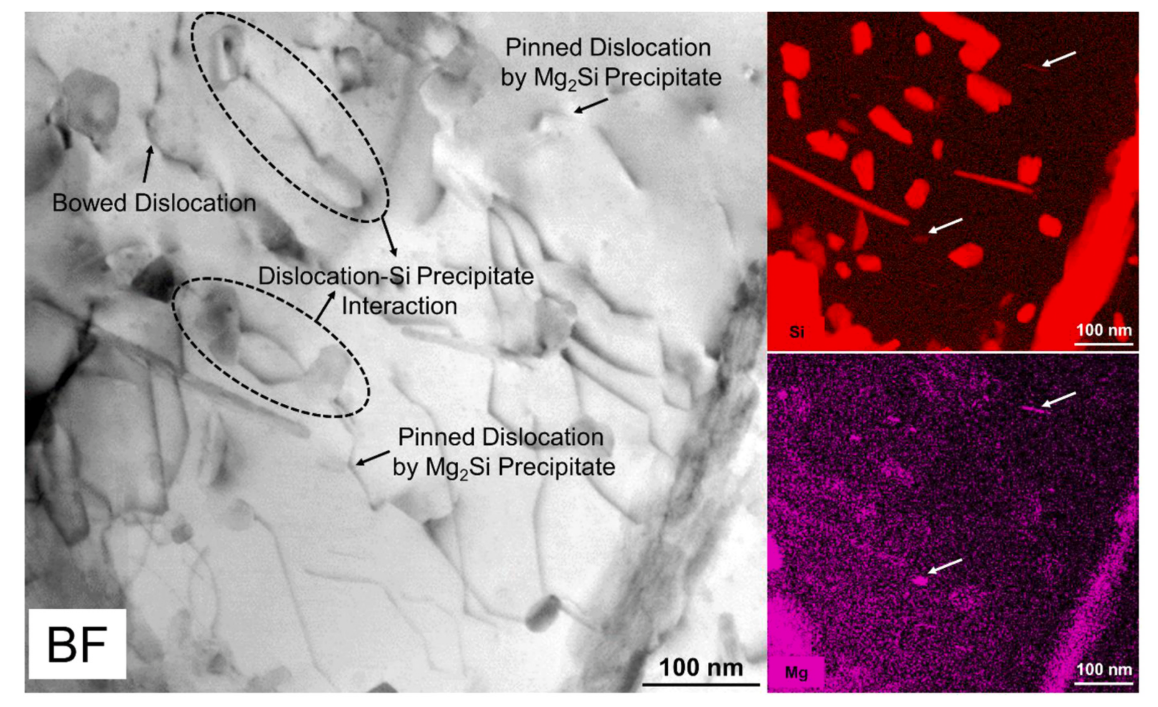 Pinned Dislocation
by Mg₂Si Precipitate
Bowed Dislocation
Dislocation-Si Precipitate
Interaction
Pinned Dislocation
by Mg₂Si Precipitate
BF
100 nm
Si
100 nm
Mg
100 nm